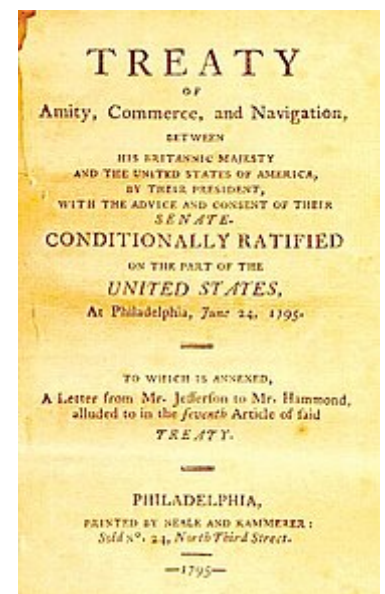 TREATY
OF
Amity, Commerce, and Navigation,
BETWEEN
HIS BRITANNIC MAJESTY
AND THE UNITED STATES OF AMERICA,
BY THEIR PRESIDENT,
WITH THE ADVICE AND CONSENT OF THEIR
SENATE.
CONDITIONALLY RATIFIED
ON THE PART OF THE
UNITED STATES,
At Philadelphia, June 24, 1795.
TO WHICH IS ANNEXED,
A Letter from Mr. Jefferſon to Mr. Hammond,
alluded to in the ſeventh Article of ſaid
TREATY.
PHILADELPHIA,
PRINTED BY NEALE AND KAMMERER:
Sold No. 24, North Third Street.
—1795—